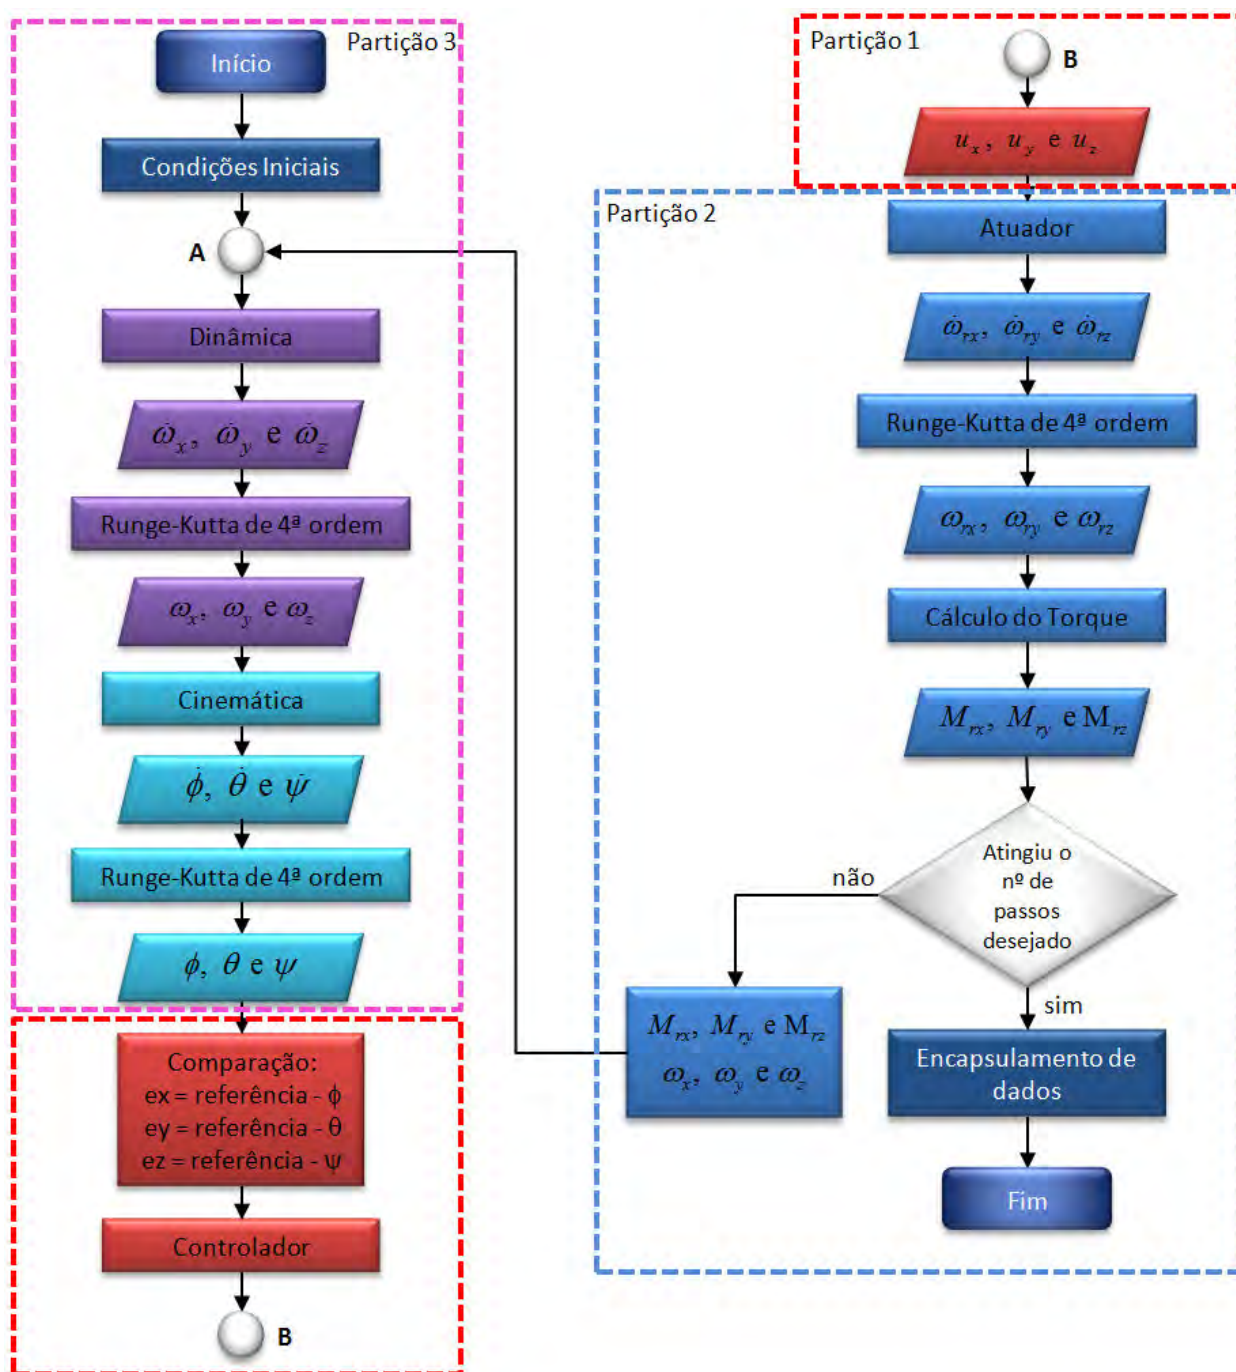 Partição 3
Início
Condições Iniciais
A
Dinâmica
ω̇x, ω̇y e ω̇z
Runge-Kutta de 4ª ordem
ωx, ωy e ωz
Cinemática
ϕ̇, θ̇ e ψ̇
Runge-Kutta de 4ª ordem
ϕ, θ e ψ
Comparação:
ex = referência - ϕ
ey = referência - θ
ez = referência - ψ
Controlador
B
Partição 1
B
ux, uy e uz
Partição 2
Atuador
ω̇rx, ω̇ry e ω̇rz
Runge-Kutta de 4ª ordem
ωrx, ωry e ωrz
Cálculo do Torque
Mrx, Mry e Mrz
Atingiu o
nº de
passos
desejado
não
Mrx, Mry e Mrz
ωx, ωy e ωz
sim
Encapsulamento de
dados
Fim